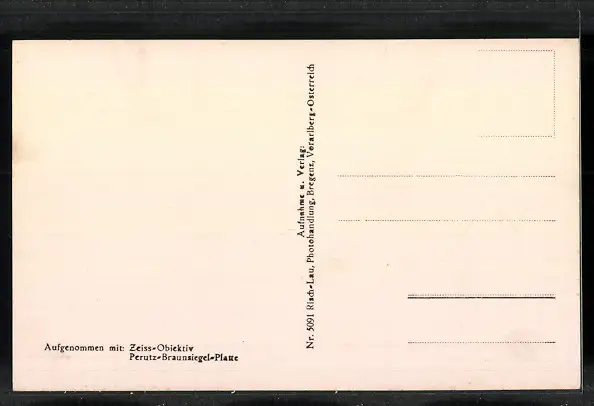 Aufnahme u. Verlag:
Nr. 5091 Risch-Lau, Photohandlung, Bregenz, Vorarlberg-Österreich
Aufgenommen mit: Zeiss-Objektiv
Perutz-Braunsiegel-Platte